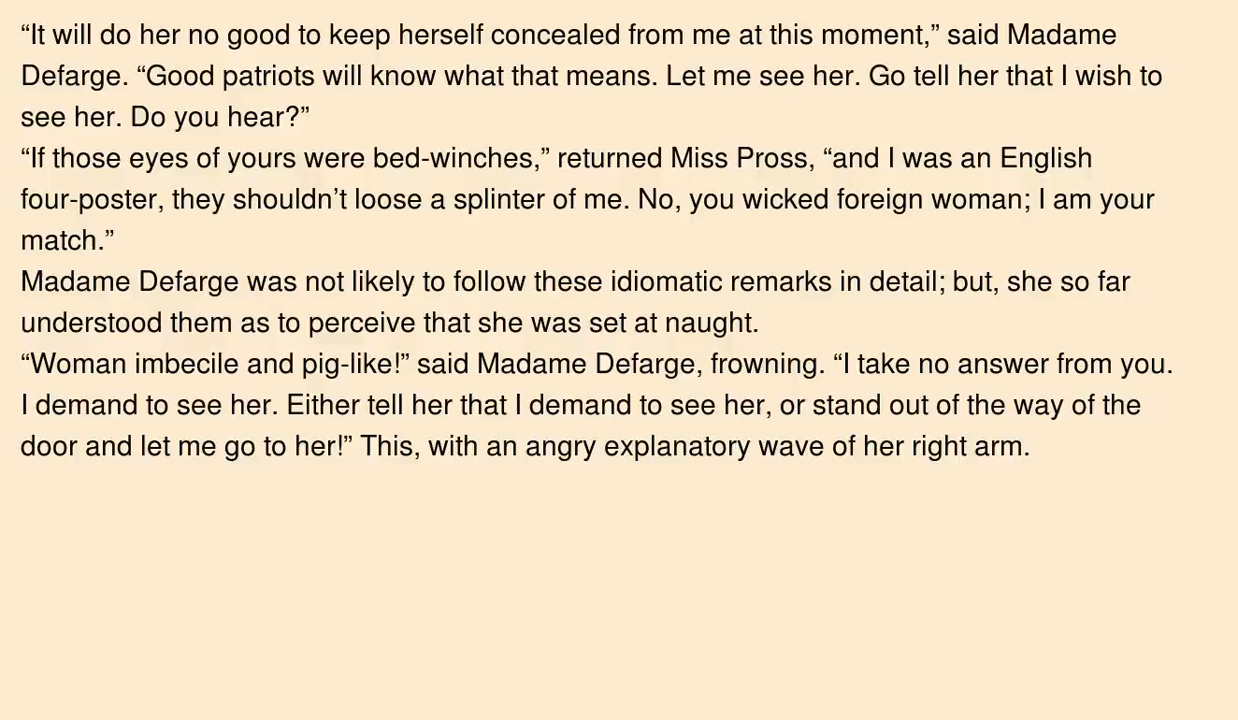 “It will do her no good to keep herself concealed from me at this moment,” said Madame
Defarge. “Good patriots will know what that means. Let me see her. Go tell her that I wish to
see her. Do you hear?”
“If those eyes of yours were bed-winches,” returned Miss Pross, “and I was an English
four-poster, they shouldn’t loose a splinter of me. No, you wicked foreign woman; I am your
match.”
Madame Defarge was not likely to follow these idiomatic remarks in detail; but, she so far
understood them as to perceive that she was set at naught.
“Woman imbecile and pig-like!” said Madame Defarge, frowning. “I take no answer from you.
I demand to see her. Either tell her that I demand to see her, or stand out of the way of the
door and let me go to her!” This, with an angry explanatory wave of her right arm.